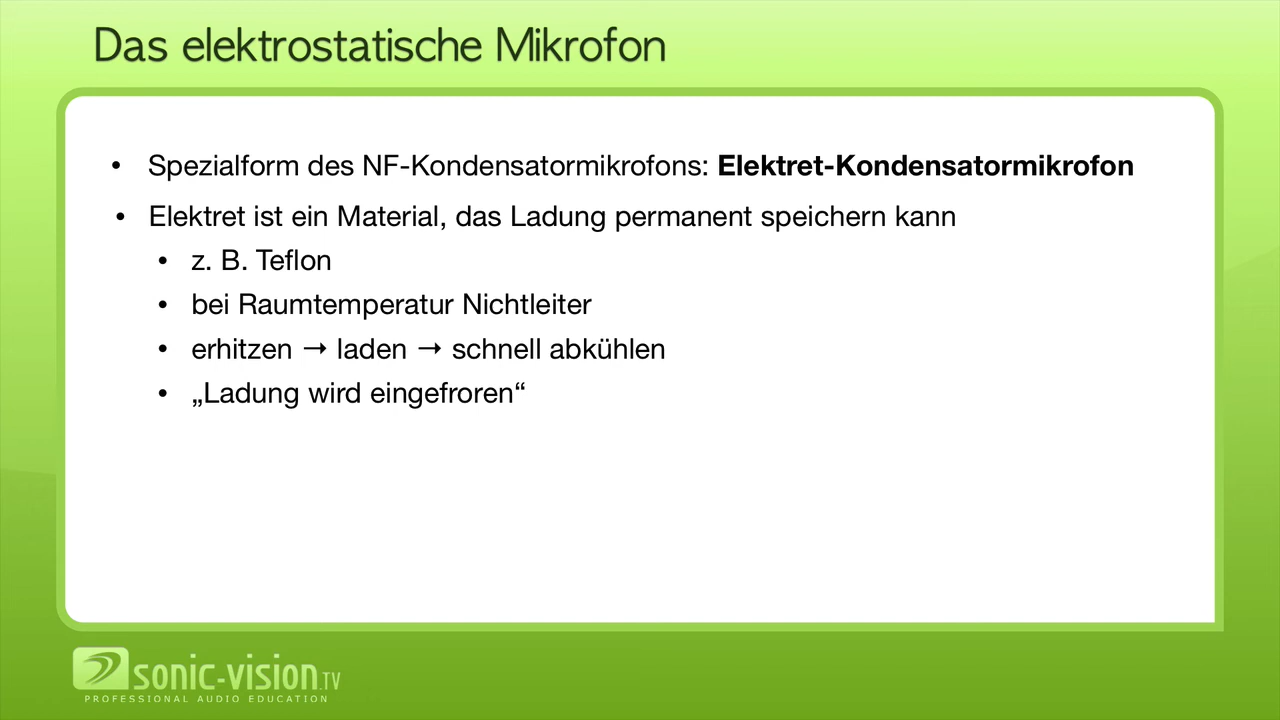 Das elektrostatische Mikrofon
• Spezialform des NF-Kondensatormikrofons: Elektret-Kondensatormikrofon
• Elektret ist ein Material, das Ladung permanent speichern kann
• z. B. Teflon
• bei Raumtemperatur Nichtleiter
• erhitzen → laden → schnell abkühlen
• „Ladung wird eingefroren“
sonic-vision.TV
PROFESSIONAL AUDIO EDUCATION